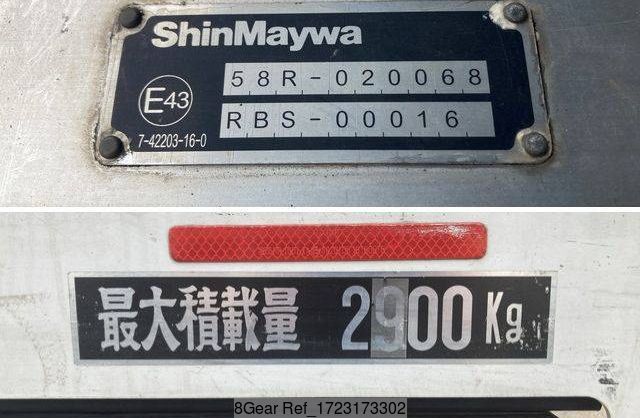 ShinMaywa
58R-020068
E43
RBS-00016
7-42203-16-0
最大積載量 2900 Kg
8Gear Ref_1723173302